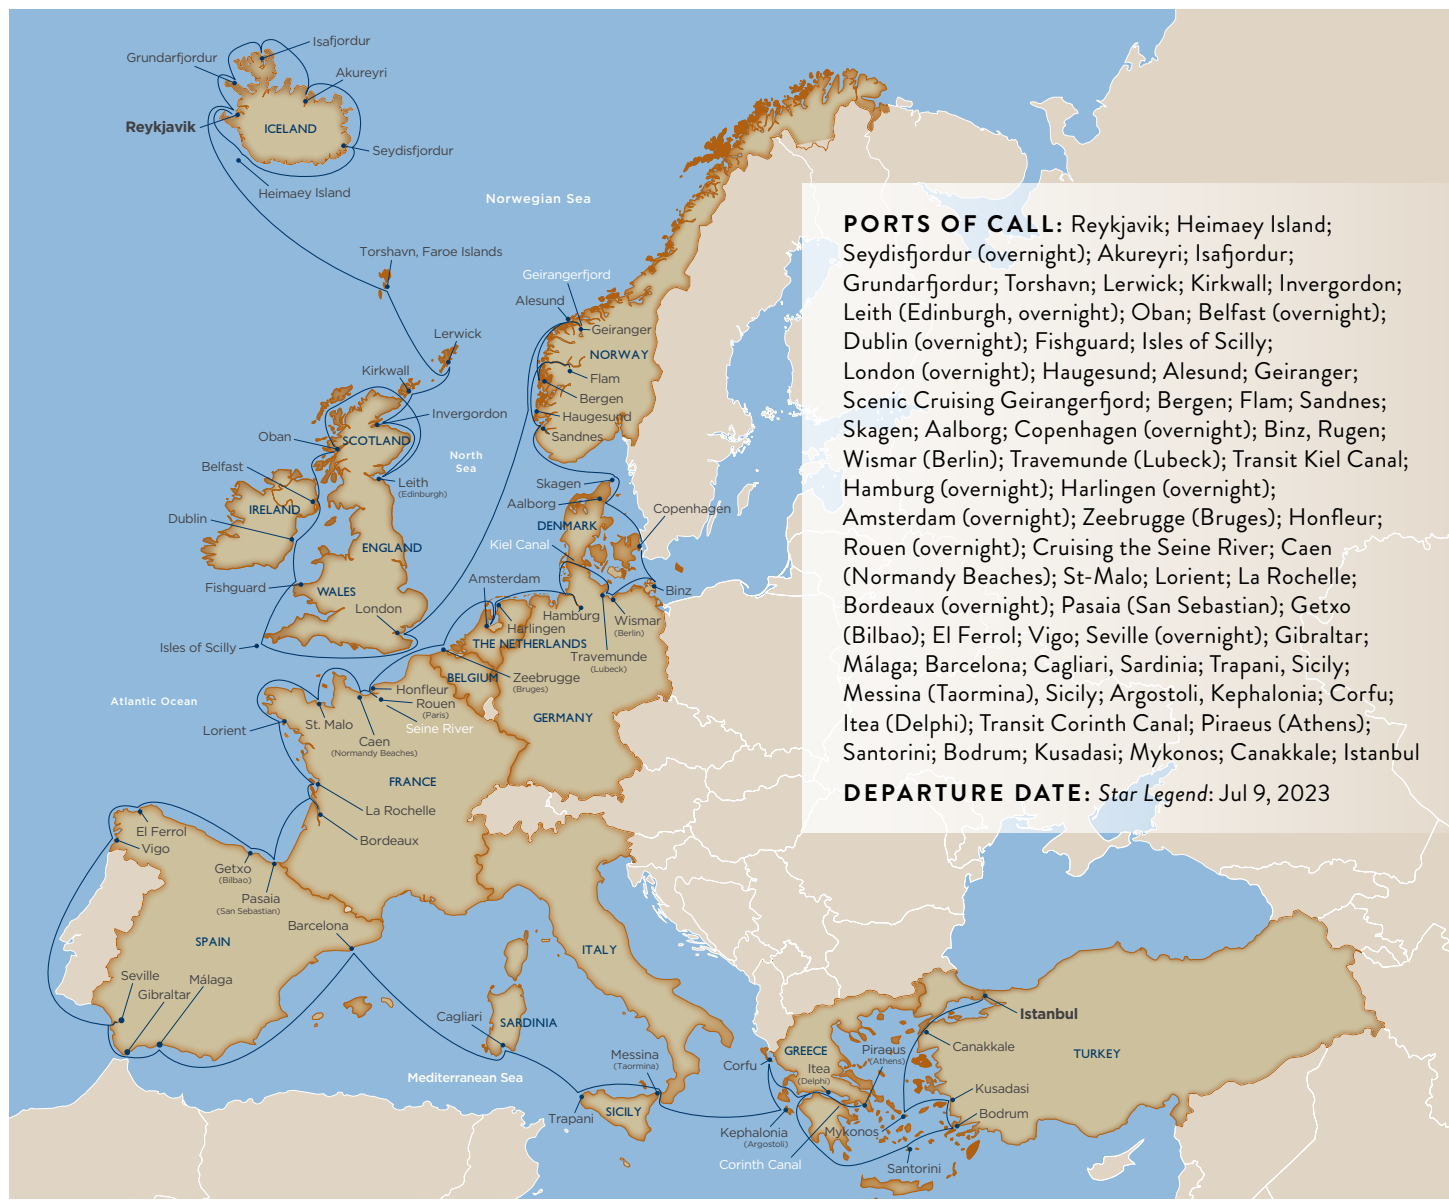 Isafjordur
Grundarfjordur
Akureyri
Reykjavik
ICELAND
Seydisfjordur
Heimaey Island
Norwegian Sea
Torshavn, Faroe Islands
Geirangerfjord
Alesund
Geiranger
Lerwick
NORWAY
Kirkwall
Flam
Bergen
Invergordon
Haugesund
Oban
SCOTLAND
Sandnes
North
Sea
Belfast
Leith
(Edinburgh)
Skagen
IRELAND
Aalborg
Copenhagen
Dublin
DENMARK
ENGLAND
Kiel Canal
Fishguard
Amsterdam
WALES
Binz
London
Hamburg
Wismar
(Berlin)
Harlingen
THE NETHERLANDS
Isles of Scilly
Travemunde
(Lubeck)
BELGIUM
Zeebrugge
(Bruges)
Atlantic Ocean
Honfleur
Rouen
(Paris)
GERMANY
St. Malo
Seine River
Lorient
Caen
(Normandy Beaches)
FRANCE
La Rochelle
El Ferrol
Bordeaux
Vigo
Getxo
(Bilbao)
Pasaia
(San Sebastian)
Barcelona
SPAIN
ITALY
Seville
Málaga
Gibraltar
Cagliari
SARDINIA
Istanbul
Messina
(Taormina)
Corfu
GREECE
Piraeus
(Athens)
Canakkale
TURKEY
Itea
(Delphi)
Mediterranean Sea
Kusadasi
Trapani
SICILY
Bodrum
Kephalonia
(Argostoli)
Mykonos
Corinth Canal
Santorini
PORTS OF CALL: Reykjavik; Heimaey Island;
Seydisfjordur (overnight); Akureyri; Isafjordur;
Grundarfjordur; Torshavn; Lerwick; Kirkwall; Invergordon;
Leith (Edinburgh, overnight); Oban; Belfast (overnight);
Dublin (overnight); Fishguard; Isles of Scilly;
London (overnight); Haugesund; Alesund; Geiranger;
Scenic Cruising Geirangerfjord; Bergen; Flam; Sandnes;
Skagen; Aalborg; Copenhagen (overnight); Binz, Rugen;
Wismar (Berlin); Travemunde (Lubeck); Transit Kiel Canal;
Hamburg (overnight); Harlingen (overnight);
Amsterdam (overnight); Zeebrugge (Bruges); Honfleur;
Rouen (overnight); Cruising the Seine River; Caen
(Normandy Beaches); St-Malo; Lorient; La Rochelle;
Bordeaux (overnight); Pasaia (San Sebastian); Getxo
(Bilbao); El Ferrol; Vigo; Seville (overnight); Gibraltar;
Málaga; Barcelona; Cagliari, Sardinia; Trapani, Sicily;
Messina (Taormina), Sicily; Argostoli, Kephalonia; Corfu;
Itea (Delphi); Transit Corinth Canal; Piraeus (Athens);
Santorini; Bodrum; Kusadasi; Mykonos; Canakkale; Istanbul
DEPARTURE DATE: Star Legend: Jul 9, 2023